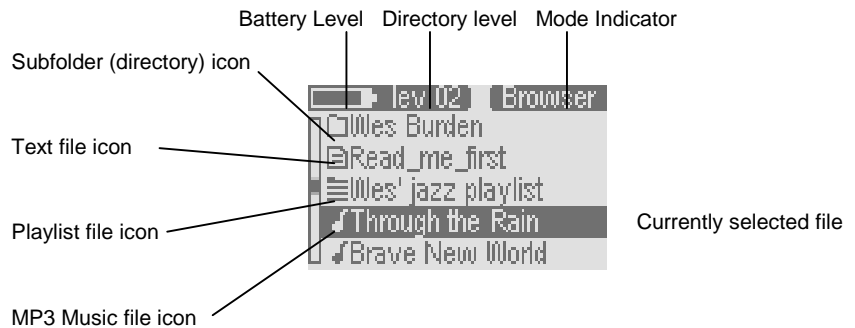 Battery Level Directory level Mode Indicator
Subfolder (directory) icon
lev 02 Browser
Wes Burden
Text file icon
Read_me_first
Wes' jazz playlist
Playlist file icon
Through the Rain
Currently selected file
Brave New World
MP3 Music file icon